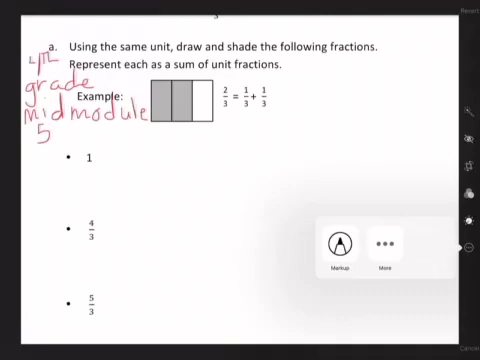 Revert
a. Using the same unit, draw and shade the following fractions.
Represent each as a sum of unit fractions.
4th
grade
mid module
5
Example: 2/3 = 1/3 + 1/3
• 1
• 4/3
• 5/3
Markup More
Cancel